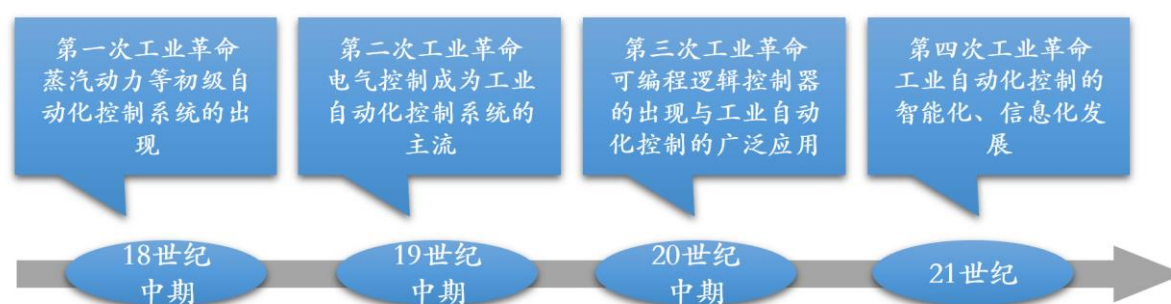 第一次工业革命
蒸汽动力等初级自
动化控制系统的出
现
第二次工业革命
电气控制成为工业
自动化控制系统的
主流
第三次工业革命
可编程逻辑控制器
的出现与工业自动
化控制的广泛应用
第四次工业革命
工业自动化控制的
智能化、信息化发
展
18世纪
中期
19世纪
中期
20世纪
中期
21世纪